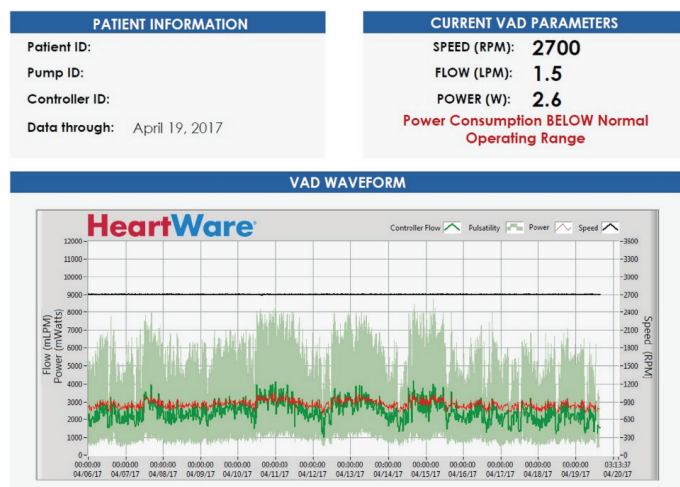 PATIENT INFORMATION
Patient ID:
Pump ID:
Controller ID:
Data through: April 19, 2017
CURRENT VAD PARAMETERS
SPEED (RPM): 2700
FLOW (LPM): 1.5
POWER (W): 2.6
Power Consumption BELOW Normal
Operating Range
VAD WAVEFORM
HeartWare
Controller Flow Pulsatility Power Speed
Flow (mLPM)
Power (mWatts)
12000
11000
10000
9000
8000
7000
6000
5000
4000
3000
2000
1000
0
3600
3300
3000
2700
2400
2100
1800
1500
1200
900
600
300
0
Speed (RPM)
00:00:00 00:00:00 00:00:00 00:00:00 00:00:00 00:00:00 00:00:00 00:00:00 00:00:00 00:00:00 00:00:00 00:00:00 00:00:00 00:00:00 03:13:37
04/06/17 04/07/17 04/08/17 04/09/17 04/10/17 04/11/17 04/12/17 04/13/17 04/14/17 04/15/17 04/16/17 04/17/17 04/18/17 04/19/17 04/20/17